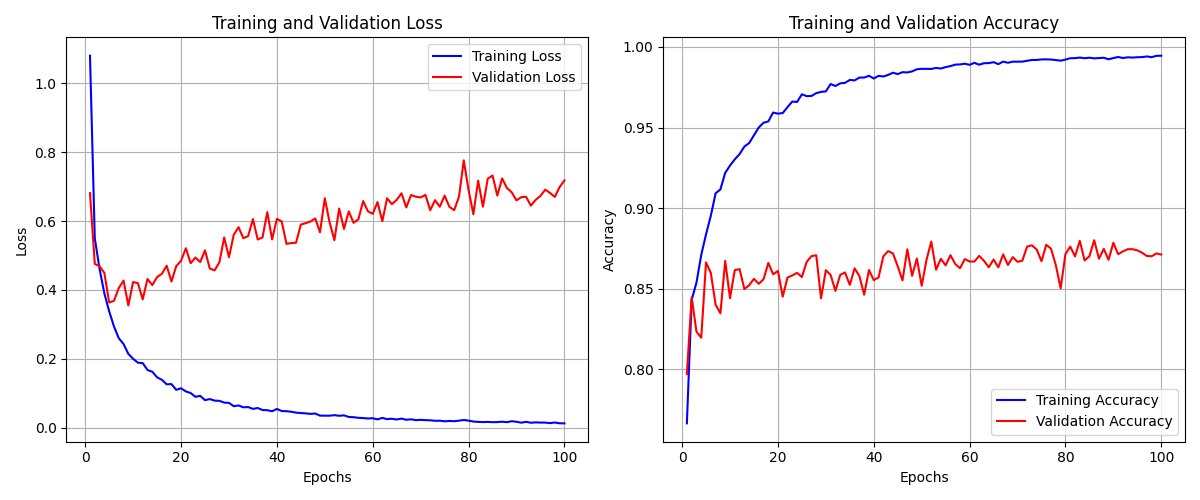 Training and Validation Loss
Loss
1.0
0.8
0.6
0.4
0.2
0.0
0 20 40 60 80 100
Epochs
Training Loss
Validation Loss
Training and Validation Accuracy
Accuracy
1.00
0.95
0.90
0.85
0.80
0 20 40 60 80 100
Epochs
Training Accuracy
Validation Accuracy